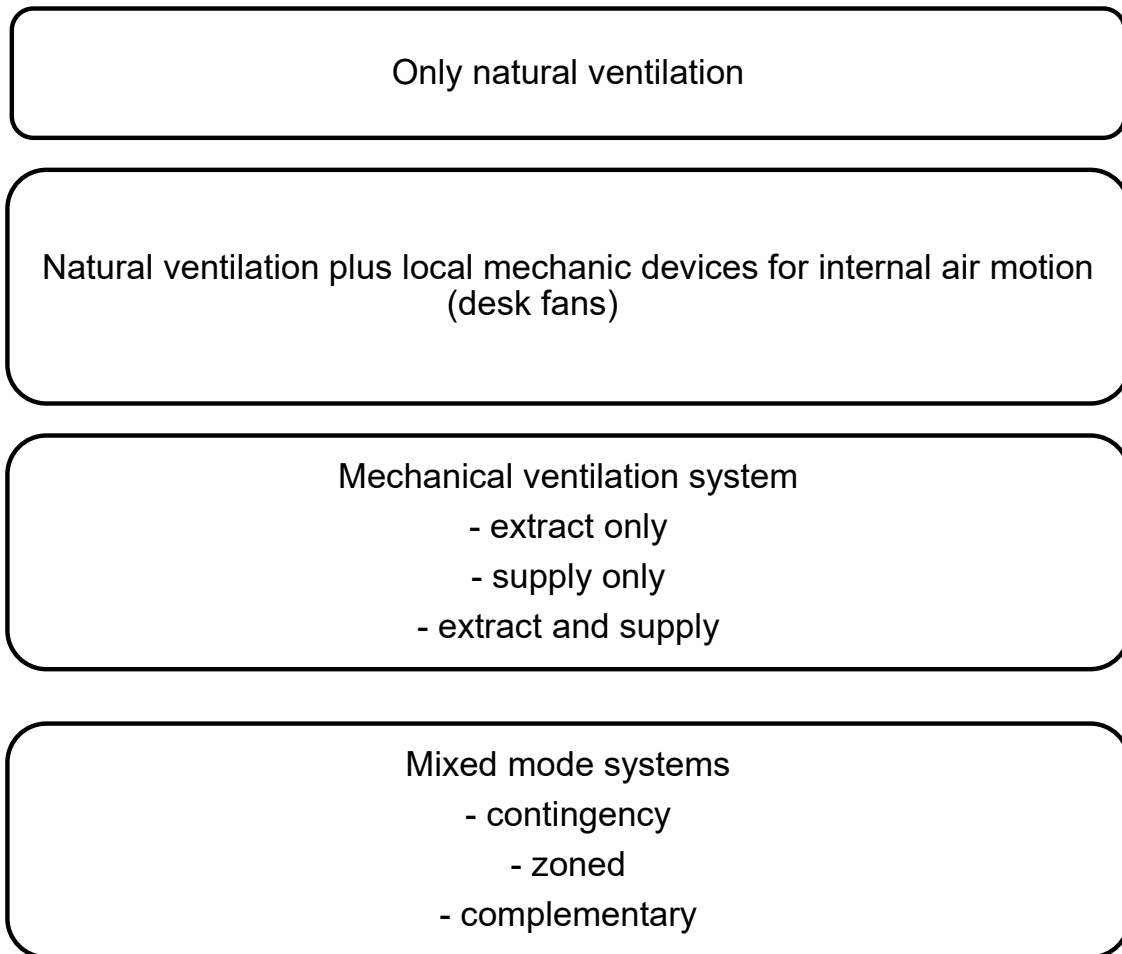 Only natural ventilation
Natural ventilation plus local mechanic devices for internal air motion
(desk fans)
Mechanical ventilation system
- extract only
- supply only
- extract and supply
Mixed mode systems
- contingency
- zoned
- complementary